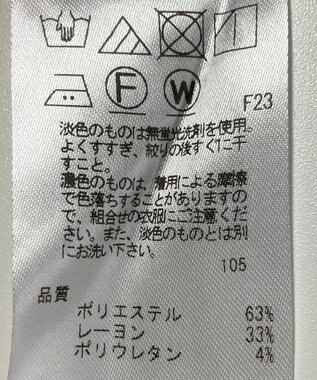 F
W
F23
淡色のものは無蛍光洗剤を使用。
よくすすぎ、絞りの後すぐに干
すこと。
濃色のものは、着用による摩擦
で色落ちすることがありますの
で、組合せの衣服にご注意くだ
さい。また、淡色のものとは別
にお洗い下さい。
105
品質
ポリエステル 63%
レーヨン 33%
ポリウレタン 4%